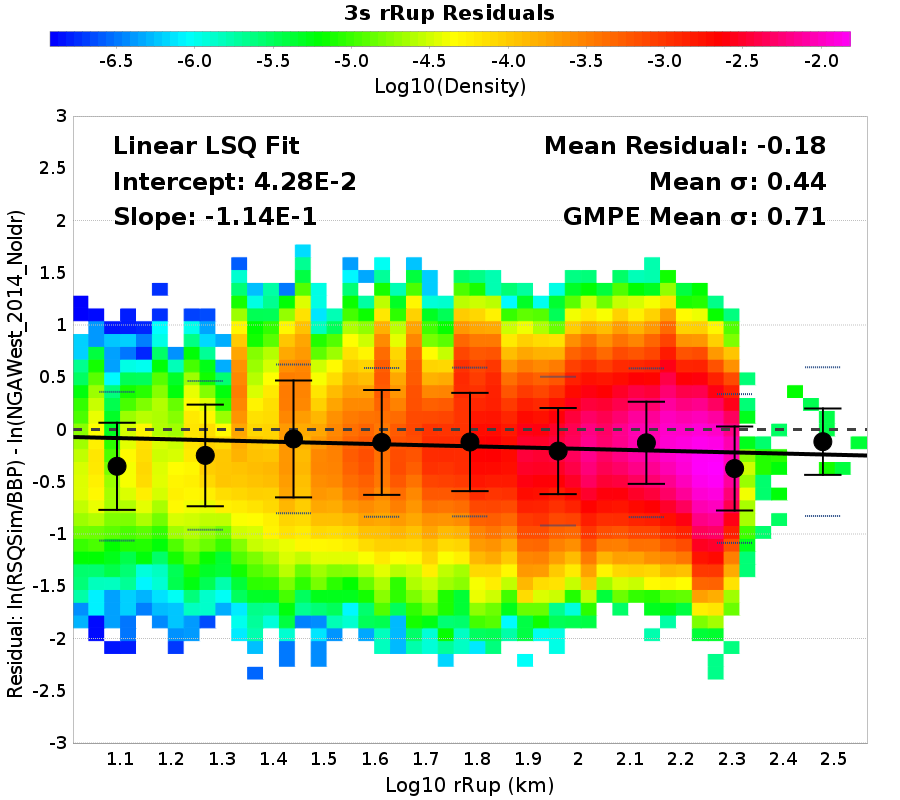 3s rRup Residuals
-6.5 -6.0 -5.5 -5.0 -4.5 -4.0 -3.5 -3.0 -2.5 -2.0
Log10(Density)
Linear LSQ Fit
Intercept: 4.28E-2
Slope: -1.14E-1
Mean Residual: -0.18
Mean σ: 0.44
GMPE Mean σ: 0.71
Residual: ln(RSQSim/BBP) - ln(NGAWest_2014_NoIdr)
3
2.5
2
1.5
1
0.5
0
-0.5
-1
-1.5
-2
-2.5
-3
1.1 1.2 1.3 1.4 1.5 1.6 1.7 1.8 1.9 2 2.1 2.2 2.3 2.4 2.5
Log10 rRup (km)